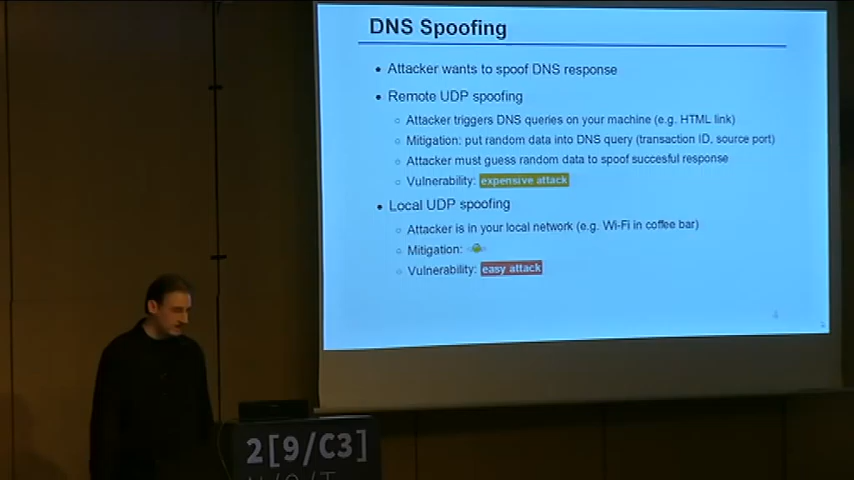 DNS Spoofing
• Attacker wants to spoof DNS response
• Remote UDP spoofing
○ Attacker triggers DNS queries on your machine (e.g. HTML link)
○ Mitigation: put random data into DNS query (transaction ID, source port)
○ Attacker must guess random data to spoof succesful response
○ Vulnerability: expensive attack
• Local UDP spoofing
○ Attacker is in your local network (e.g. Wi-Fi in coffee bar)
○ Mitigation:
○ Vulnerability: easy attack
2[9/C3]